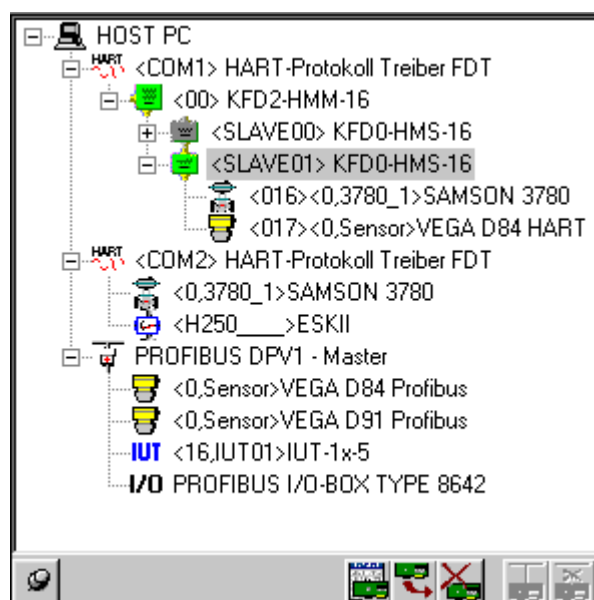 HOST PC
HART <COM1> HART-Protokoll Treiber FDT
<00> KFD2-HMM-16
<SLAVE00> KFD0-HMS-16
<SLAVE01> KFD0-HMS-16
<016><0,3780_1>SAMSON 3780
<017><0,Sensor>VEGA D84 HART
HART <COM2> HART-Protokoll Treiber FDT
<0,3780_1>SAMSON 3780
<H250____>ESKII
PROFIBUS DPV1 - Master
<0,Sensor>VEGA D84 Profibus
<0,Sensor>VEGA D91 Profibus
IUT <16,IUT01>IUT-1x-5
I/O PROFIBUS I/O-BOX TYPE 8642